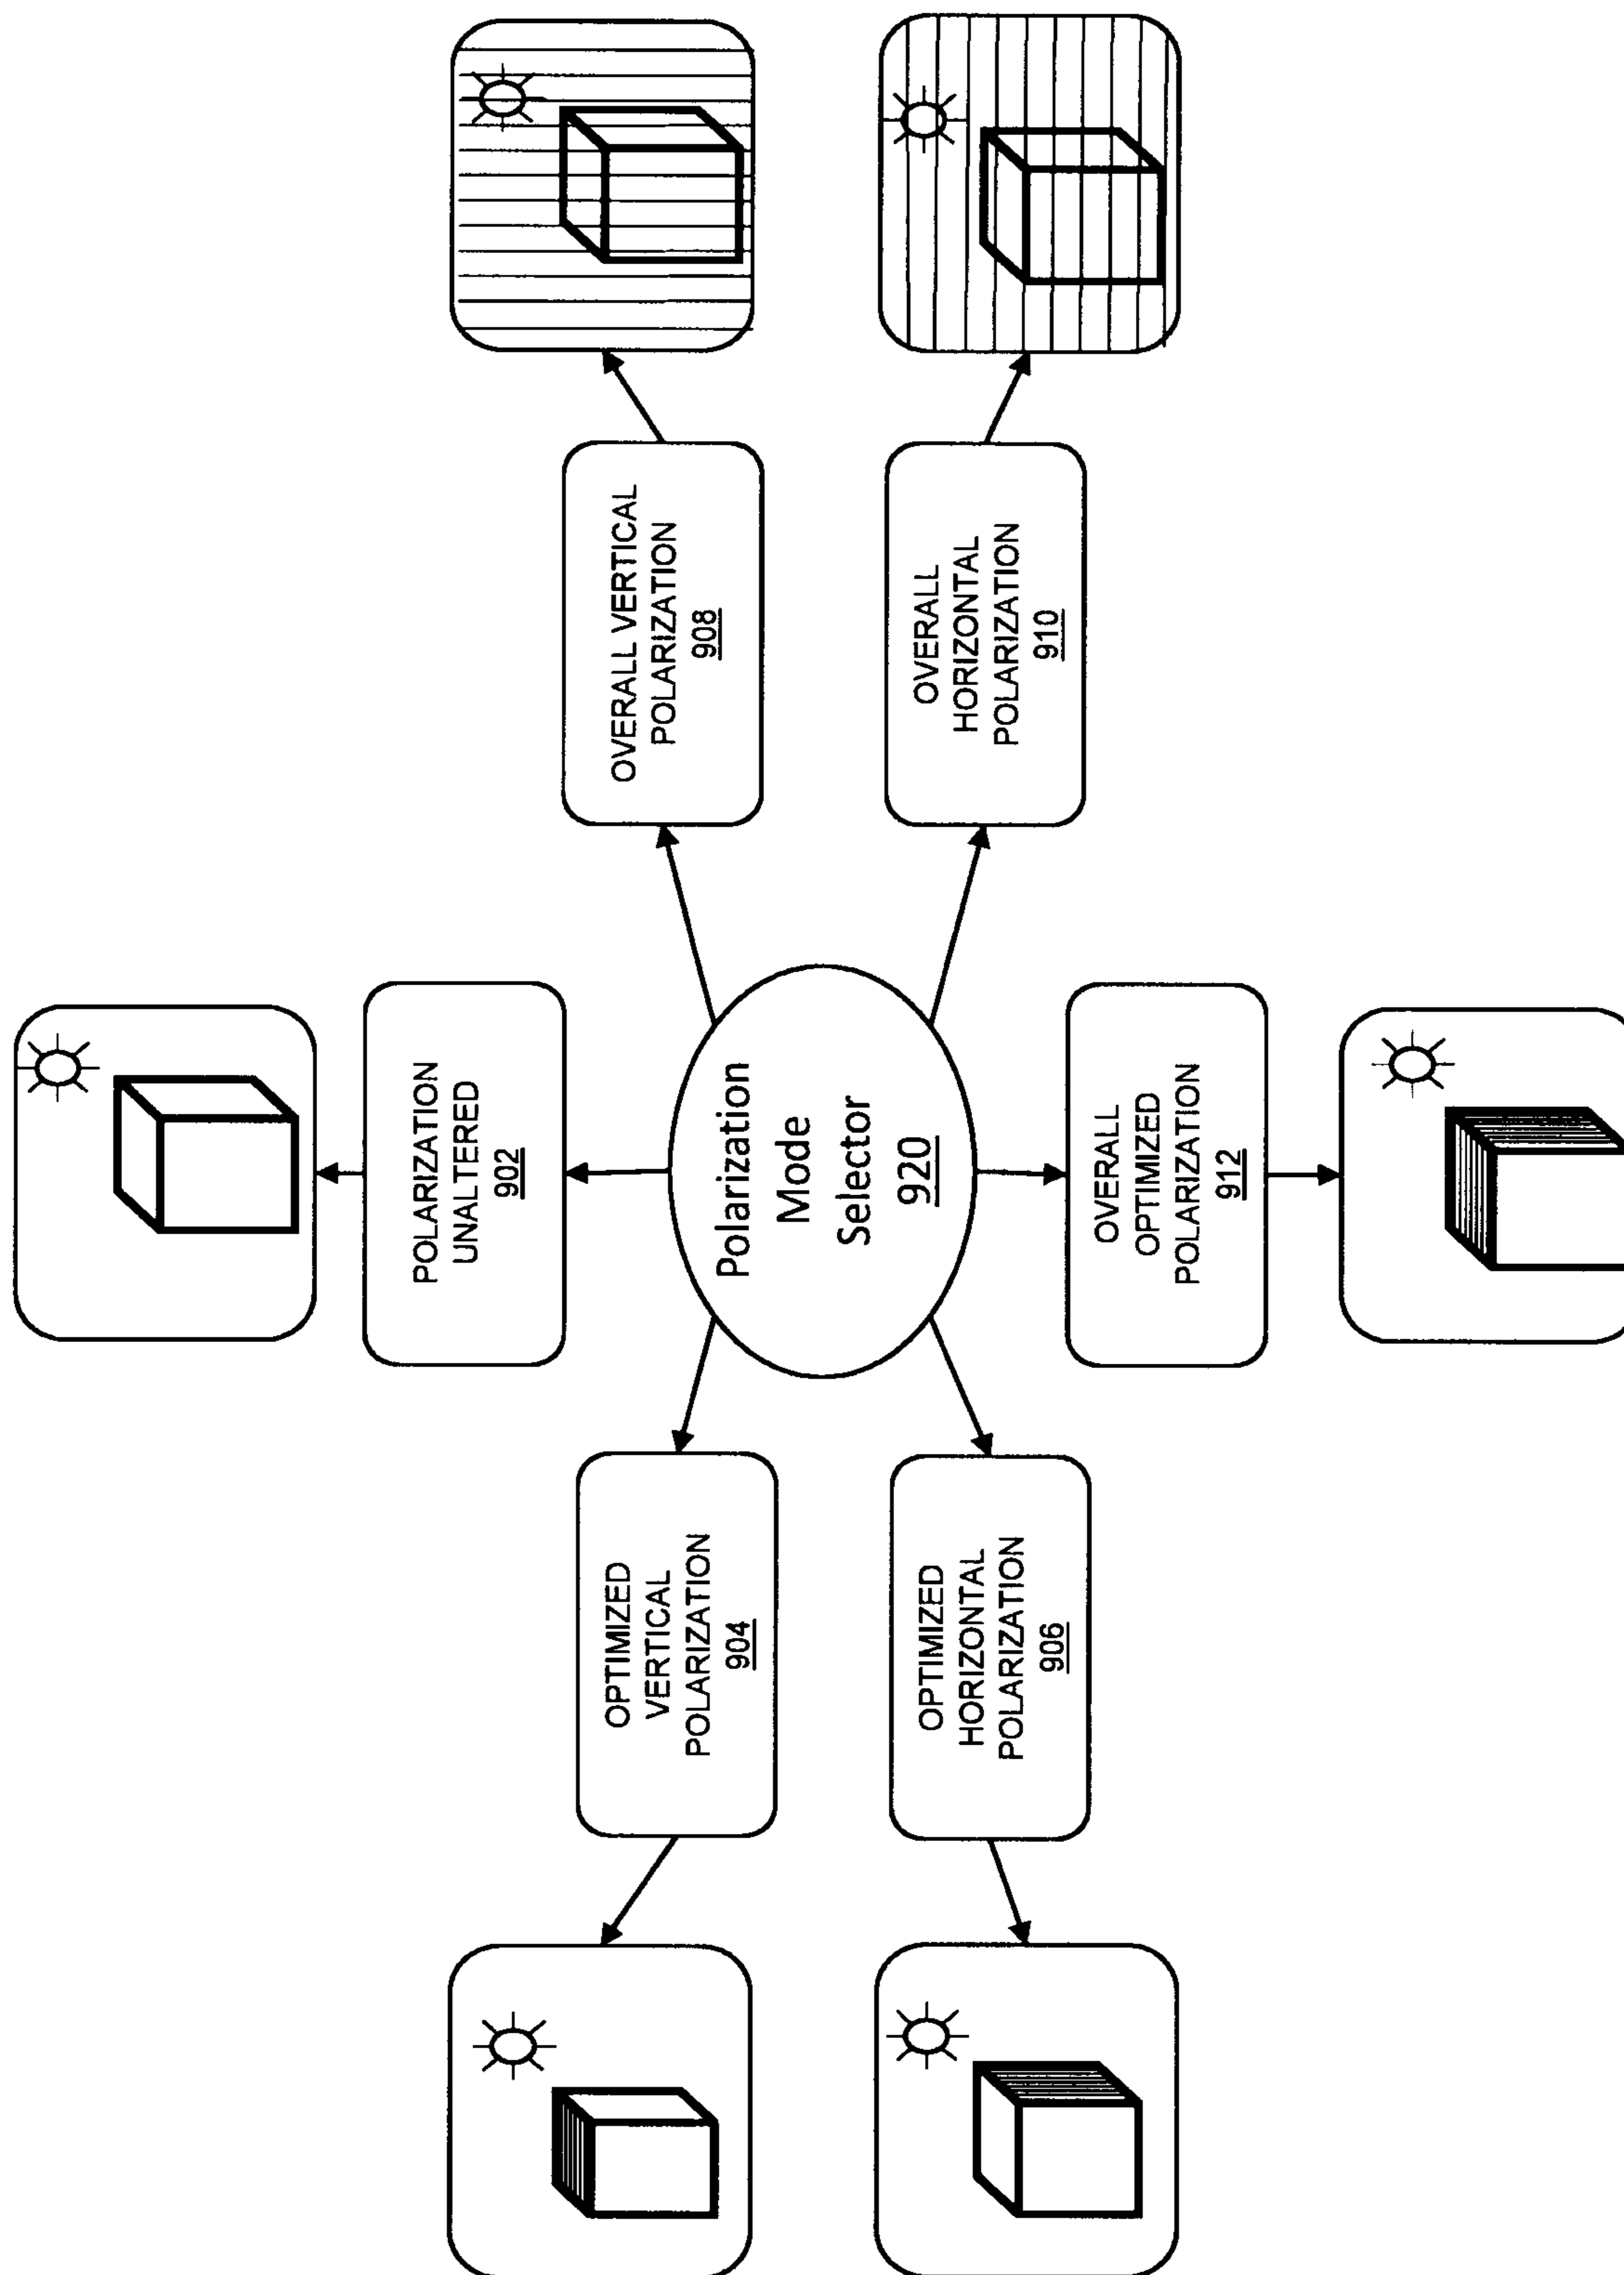 POLARIZATION
UNALTERED
902
OPTIMIZED
VERTICAL
POLARIZATION
904
OVERALL VERTICAL
POLARIZATION
908
Polarization
Mode
Selector
920
OPTIMIZED
HORIZONTAL
POLARIZATION
906
OVERALL
HORIZONTAL
POLARIZATION
910
OVERALL
OPTIMIZED
POLARIZATION
912